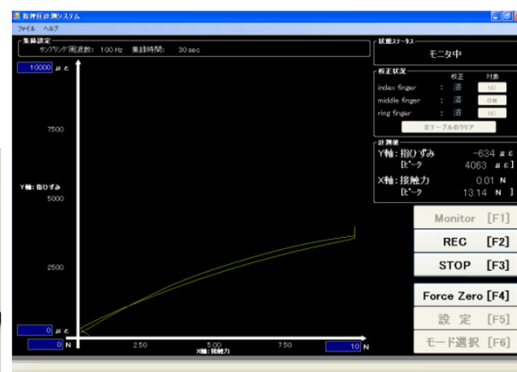 指押圧計測システム
ファイル ヘルプ
集録設定
サンプリング周波数: 100 Hz 集録時間: 30 sec
10000 με
7500
Y軸:指ひずみ
5000
2500
0 με
0 N
2.50
5.00
7.50
10 N
X軸:接触力
状態ステータス
モニタ中
校正状況
校正 対象
index finger : 済
middle finger : 済
ring finger : 済
全テーブルのクリア
計測値
Y軸:指ひずみ -634 με
[ピーク 4063 με]
X軸:接触力 0.01 N
[ピーク 13.14 N ]
Monitor [F1]
REC [F2]
STOP [F3]
Force Zero [F4]
設 定 [F5]
モード選択 [F6]